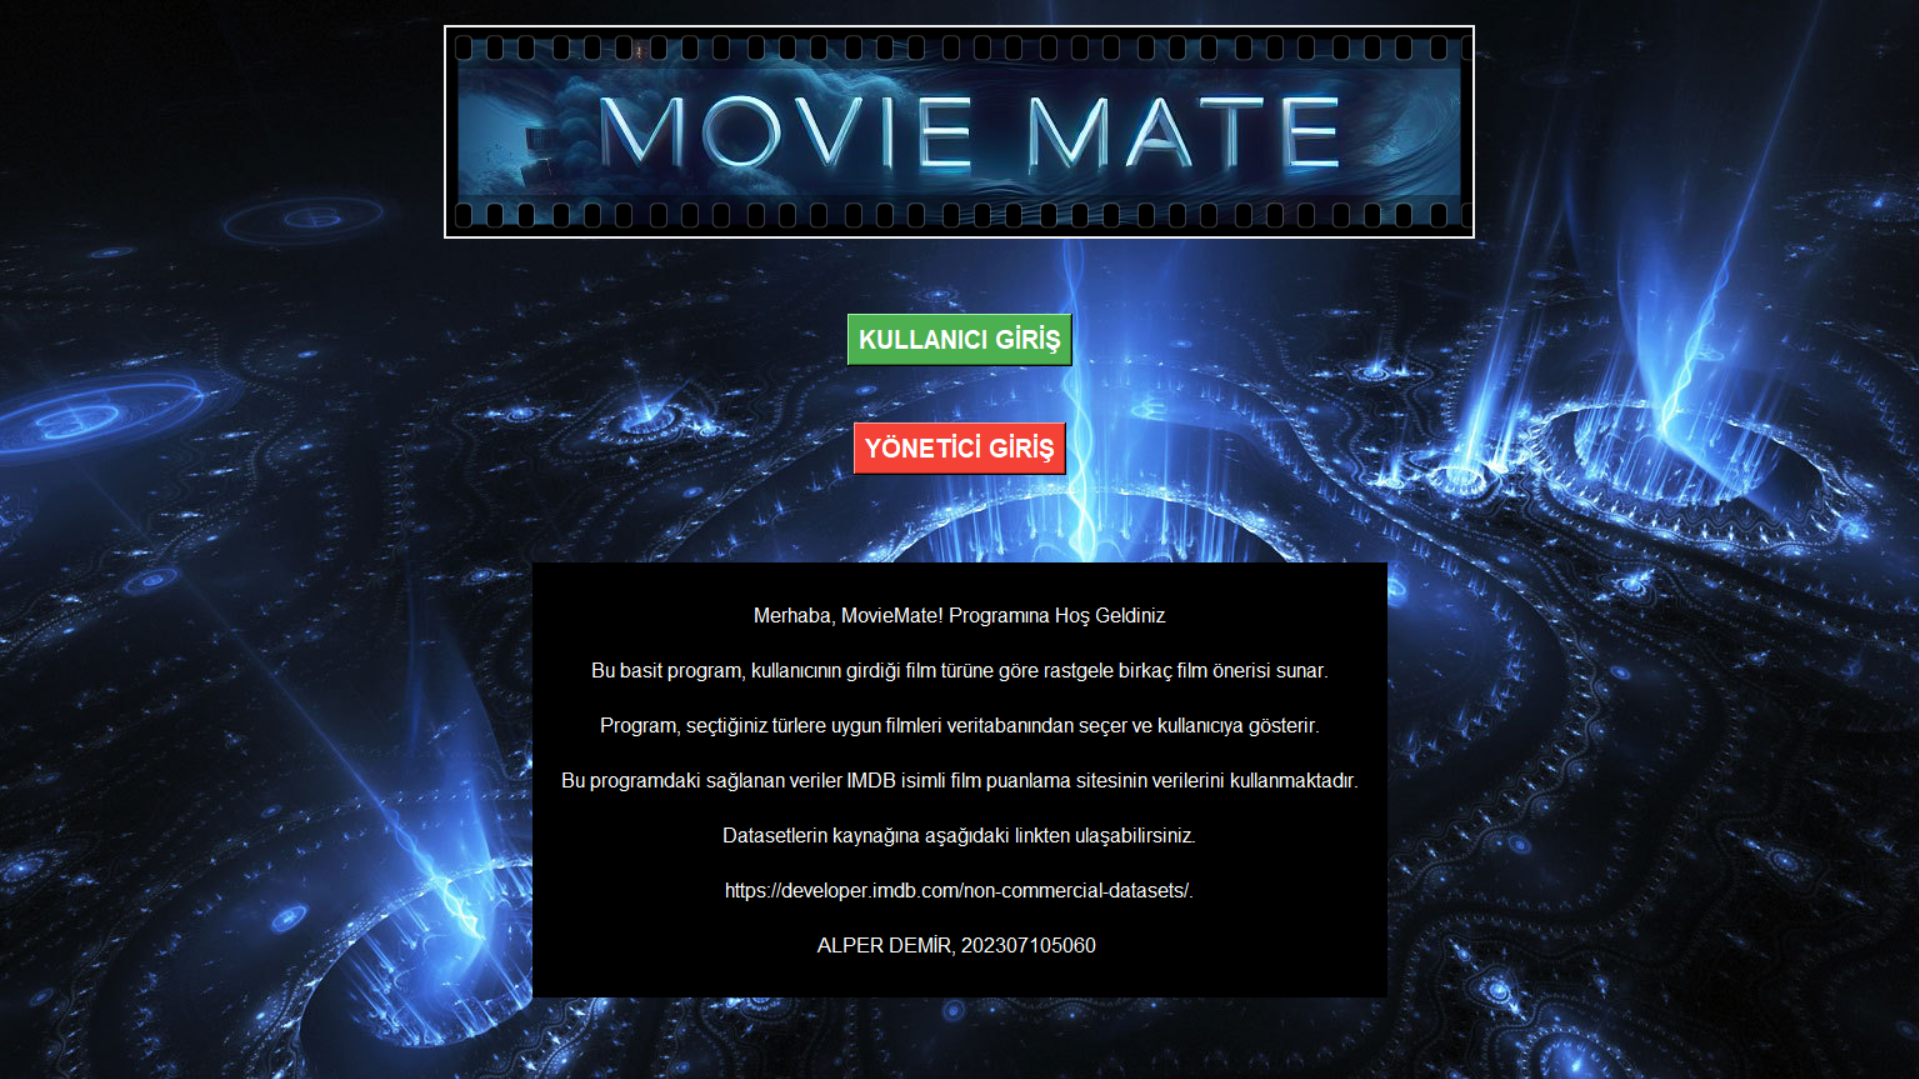 MOVIE MATE
KULLANICI GİRİŞ
YÖNETİCİ GİRİŞ
Merhaba, MovieMate! Programına Hoş Geldiniz
Bu basit program, kullanıcının girdiği film türüne göre rastgele birkaç film önerisi sunar.
Program, seçtiğiniz türlere uygun filmleri veritabanından seçer ve kullanıcıya gösterir.
Bu programdaki sağlanan veriler IMDB isimli film puanlama sitesinin verilerini kullanmaktadır.
Datasetlerin kaynağına aşağıdaki linkten ulaşabilirsiniz.
https://developer.imdb.com/non-commercial-datasets/.
ALPER DEMİR, 202307105060